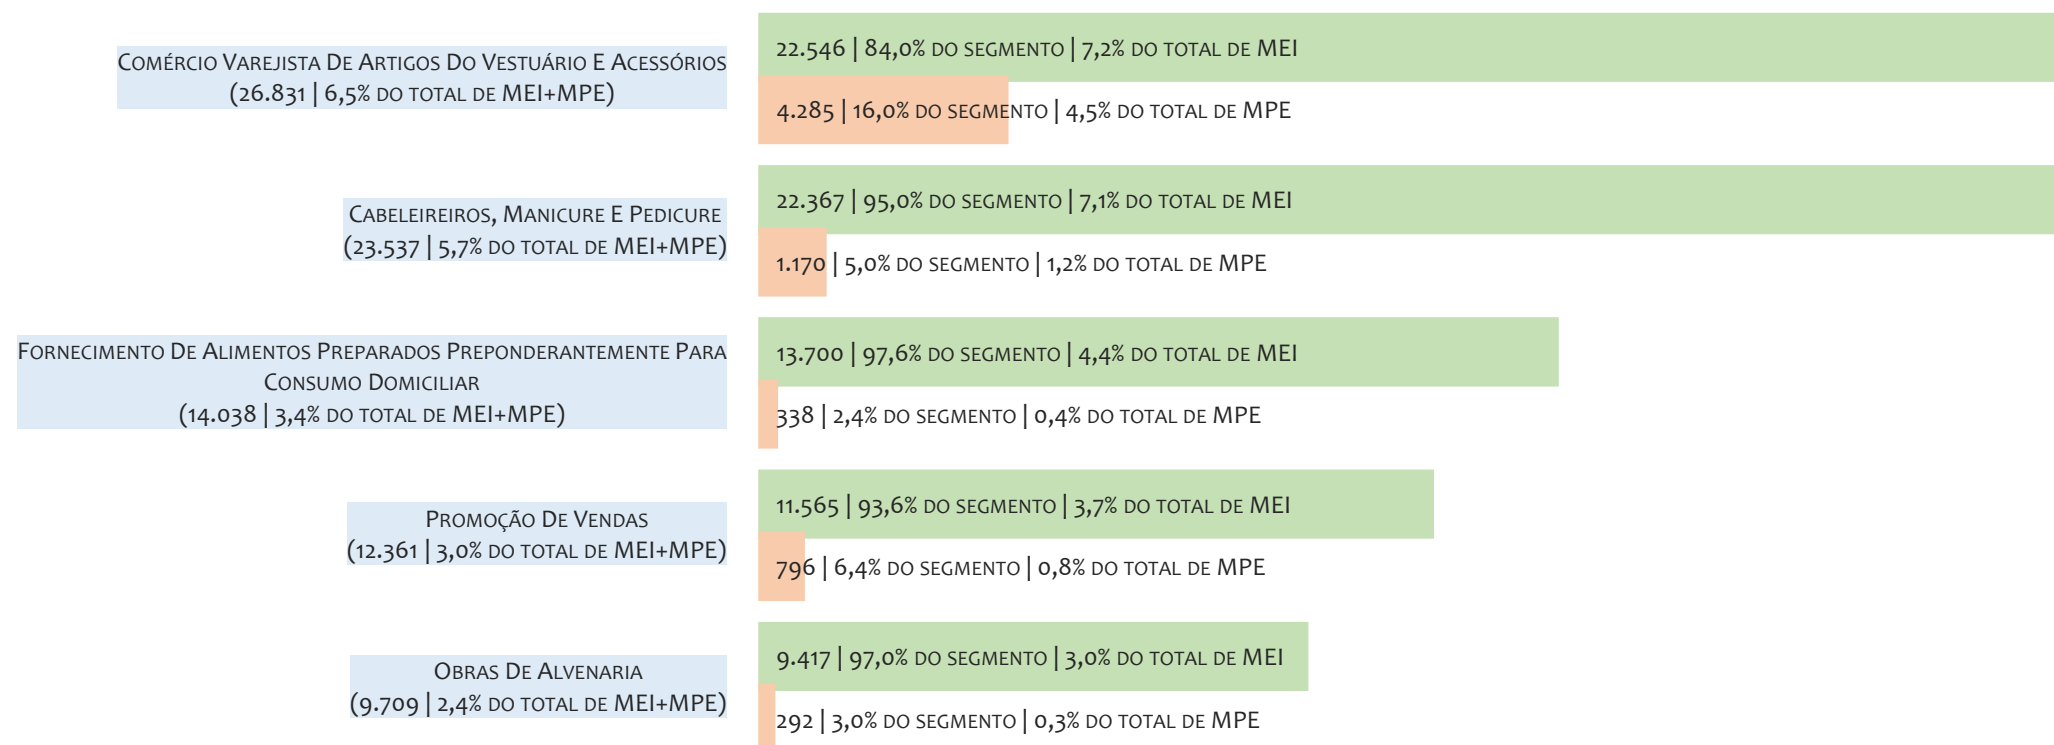 Comércio Varejista De Artigos Do Vestuário E Acessórios
(26.831 | 6,5% do total de MEI+MPE)
22.546 | 84,0% do segmento | 7,2% do total de MEI
4.285 | 16,0% do segmento | 4,5% do total de MPE
Cabeleireiros, Manicure E Pedicure
(23.537 | 5,7% do total de MEI+MPE)
22.367 | 95,0% do segmento | 7,1% do total de MEI
1.170 | 5,0% do segmento | 1,2% do total de MPE
Fornecimento De Alimentos Preparados Preponderantemente Para
Consumo Domiciliar
(14.038 | 3,4% do total de MEI+MPE)
13.700 | 97,6% do segmento | 4,4% do total de MEI
338 | 2,4% do segmento | 0,4% do total de MPE
Promoção De Vendas
(12.361 | 3,0% do total de MEI+MPE)
11.565 | 93,6% do segmento | 3,7% do total de MEI
796 | 6,4% do segmento | 0,8% do total de MPE
Obras De Alvenaria
(9.709 | 2,4% do total de MEI+MPE)
9.417 | 97,0% do segmento | 3,0% do total de MEI
292 | 3,0% do segmento | 0,3% do total de MPE